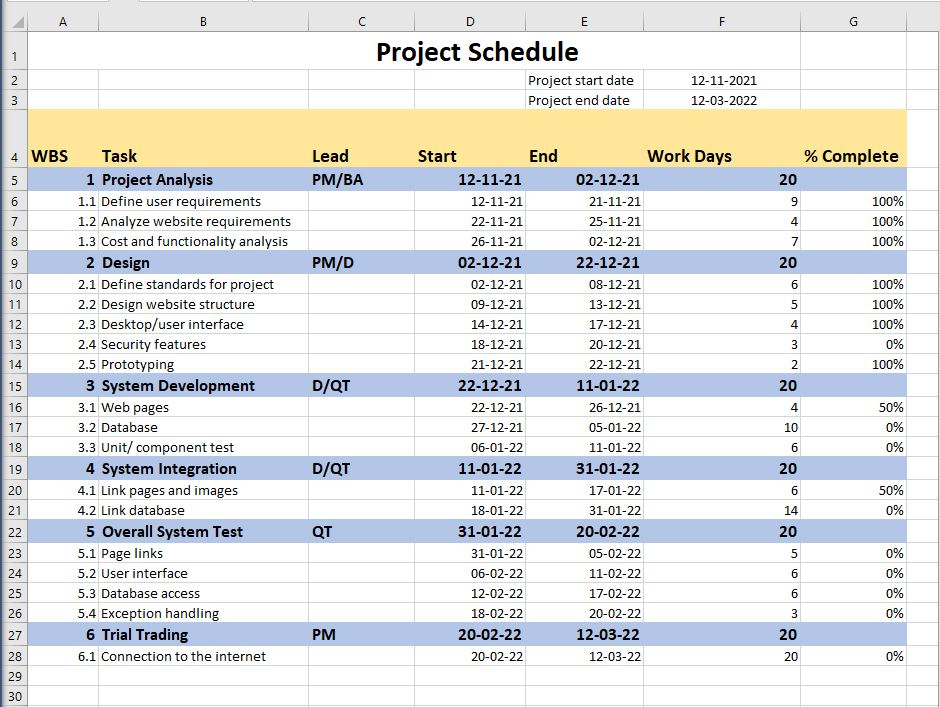 A B C D E F G
1 Project Schedule
2 Project start date 12-11-2021
3 Project end date 12-03-2022
4 WBS Task Lead Start End Work Days % Complete
5 1 Project Analysis PM/BA 12-11-21 02-12-21 20
6 1.1 Define user requirements 12-11-21 21-11-21 9 100%
7 1.2 Analyze website requirements 22-11-21 25-11-21 4 100%
8 1.3 Cost and functionality analysis 26-11-21 02-12-21 7 100%
9 2 Design PM/D 02-12-21 22-12-21 20
10 2.1 Define standards for project 02-12-21 08-12-21 6 100%
11 2.2 Design website structure 09-12-21 13-12-21 5 100%
12 2.3 Desktop/user interface 14-12-21 17-12-21 4 100%
13 2.4 Security features 18-12-21 20-12-21 3 0%
14 2.5 Prototyping 21-12-21 22-12-21 2 100%
15 3 System Development D/QT 22-12-21 11-01-22 20
16 3.1 Web pages 22-12-21 26-12-21 4 50%
17 3.2 Database 27-12-21 05-01-22 10 0%
18 3.3 Unit/ component test 06-01-22 11-01-22 6 0%
19 4 System Integration D/QT 11-01-22 31-01-22 20
20 4.1 Link pages and images 11-01-22 17-01-22 6 50%
21 4.2 Link database 18-01-22 31-01-22 14 0%
22 5 Overall System Test QT 31-01-22 20-02-22 20
23 5.1 Page links 31-01-22 05-02-22 5 0%
24 5.2 User interface 06-02-22 11-02-22 6 0%
25 5.3 Database access 12-02-22 17-02-22 6 0%
26 5.4 Exception handling 18-02-22 20-02-22 3 0%
27 6 Trial Trading PM 20-02-22 12-03-22 20
28 6.1 Connection to the internet 20-02-22 12-03-22 20 0%
29
30